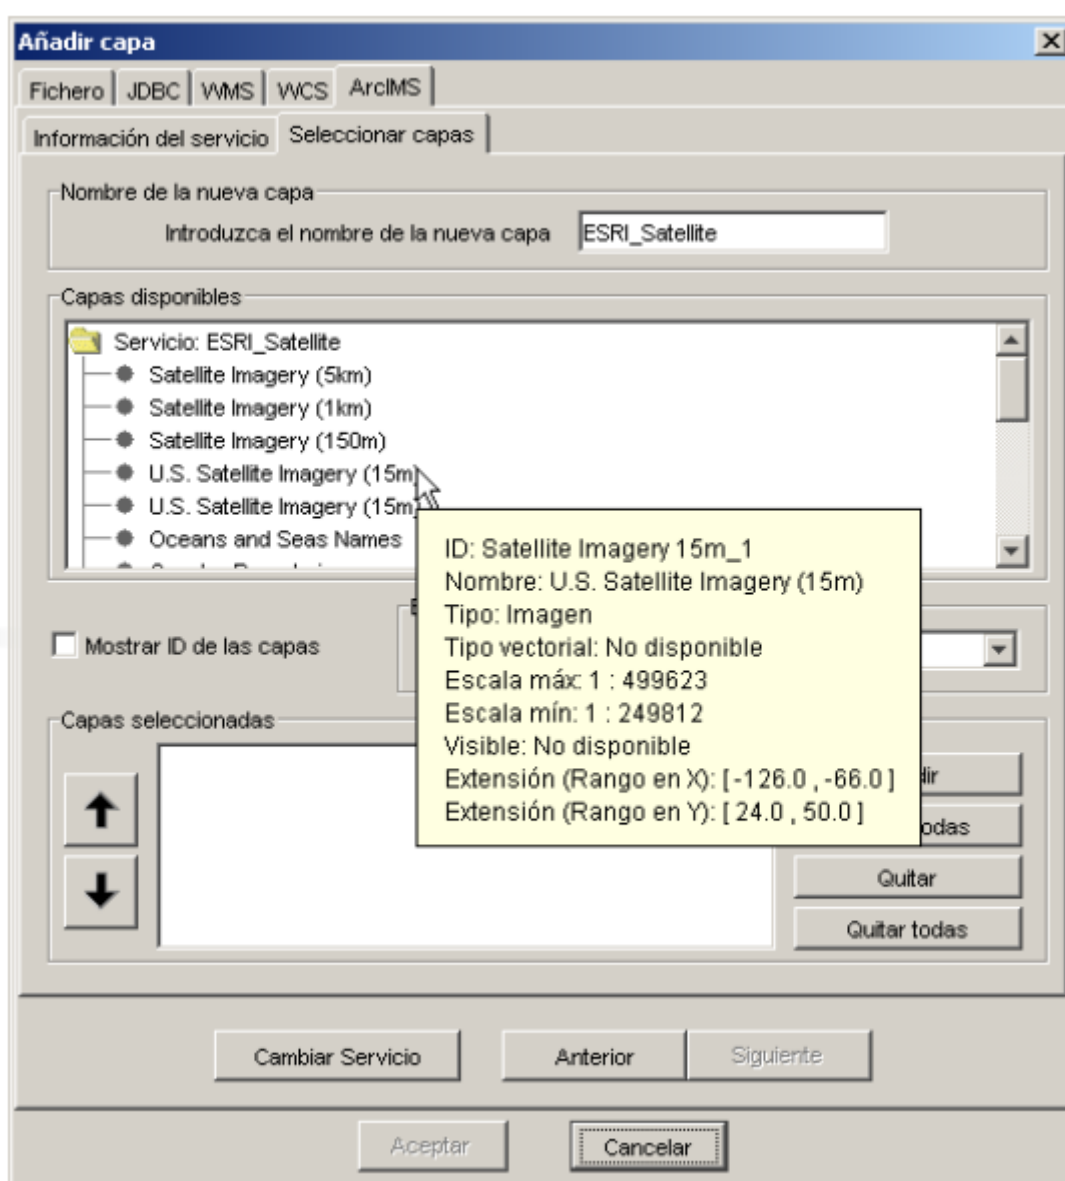 Añadir capa
Fichero JDBC WMS WCS ArcIMS
Información del servicio Seleccionar capas
Nombre de la nueva capa
Introduzca el nombre de la nueva capa ESRI_Satellite
Capas disponibles
Servicio: ESRI_Satellite
Satellite Imagery (5km)
Satellite Imagery (1km)
Satellite Imagery (150m)
U.S. Satellite Imagery (15m)
U.S. Satellite Imagery (15m)
Oceans and Seas Names
ID: Satellite Imagery 15m_1
Nombre: U.S. Satellite Imagery (15m)
Tipo: Imagen
Tipo vectorial: No disponible
Escala máx: 1 : 499623
Escala mín: 1 : 249812
Visible: No disponible
Extensión (Rango en X): [ -126.0 , -66.0 ]
Extensión (Rango en Y): [ 24.0 , 50.0 ]
Mostrar ID de las capas
Capas seleccionadas
odas
Quitar
Quitar todas
Cambiar Servicio Anterior Siguiente
Aceptar Cancelar